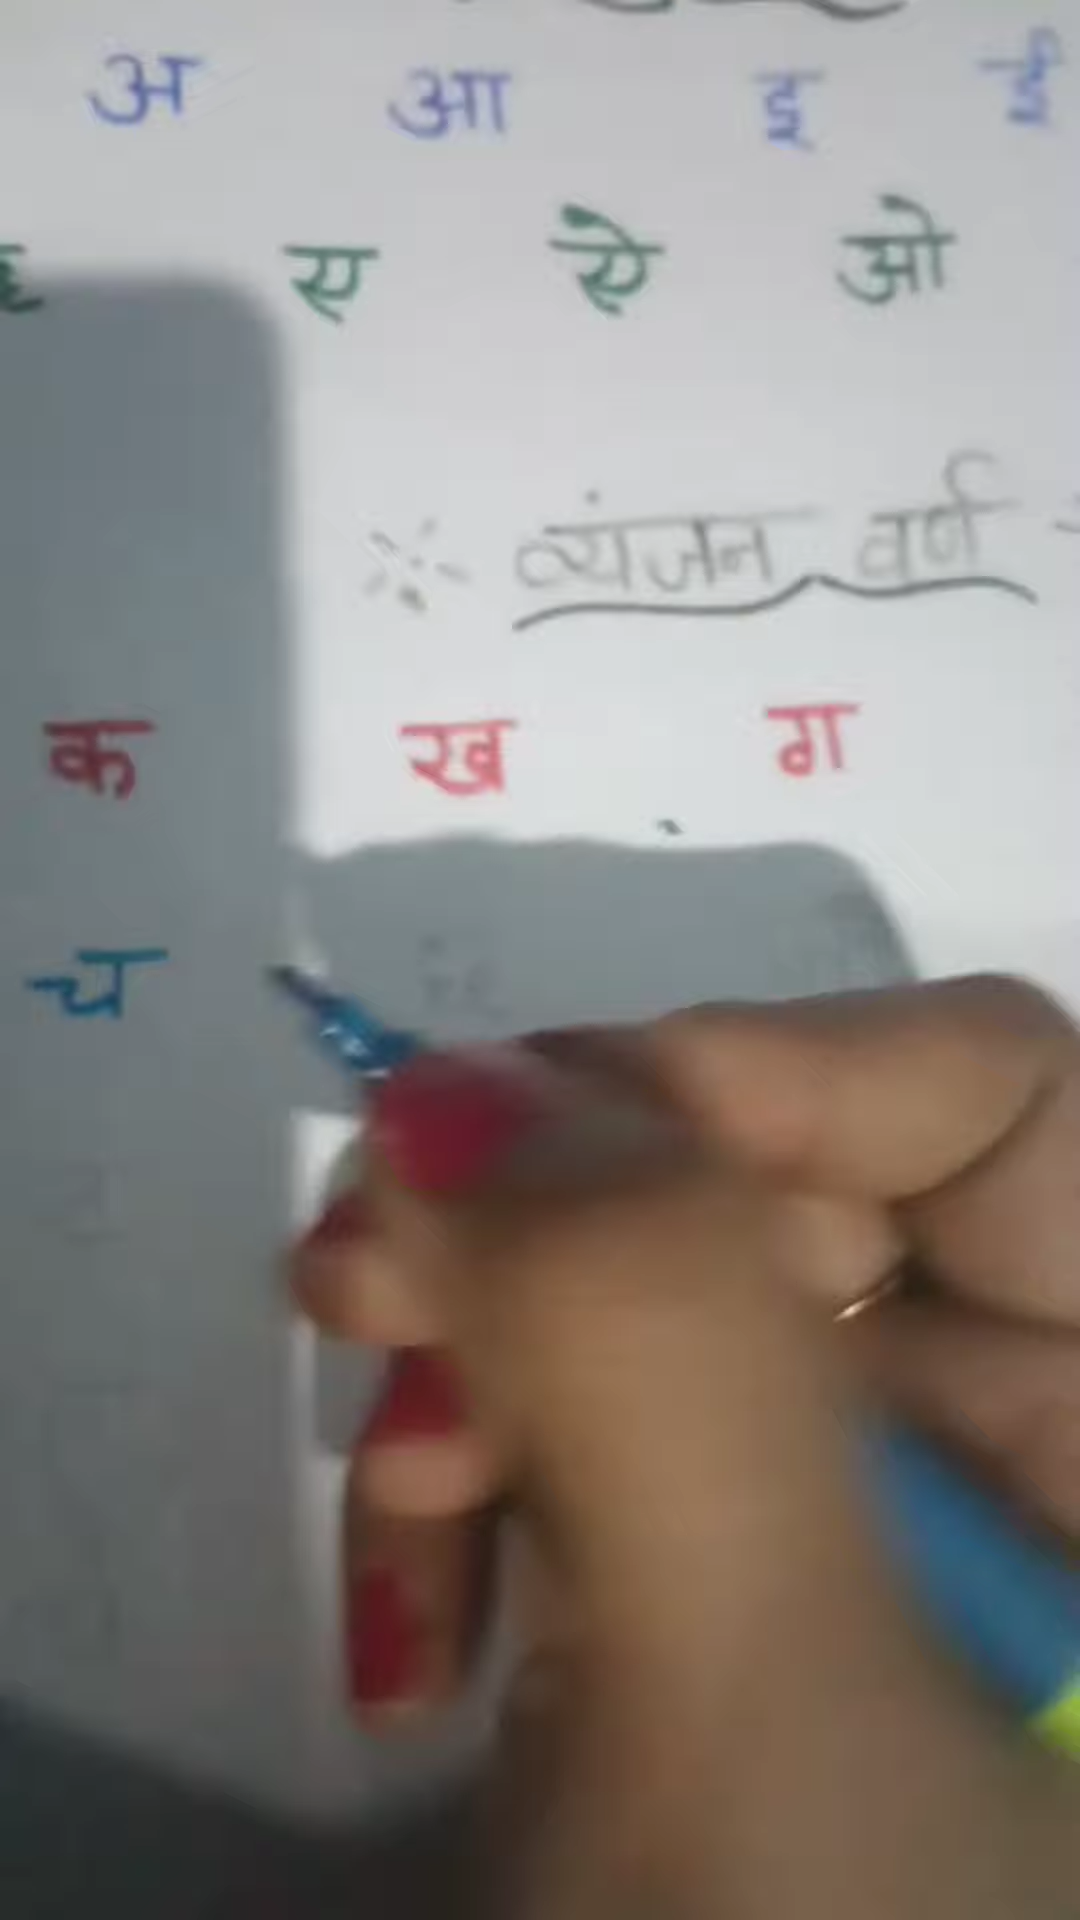 अ आ इ ई
ए ऐ ओ
व्यंजन वर्ण
क ख ग
च